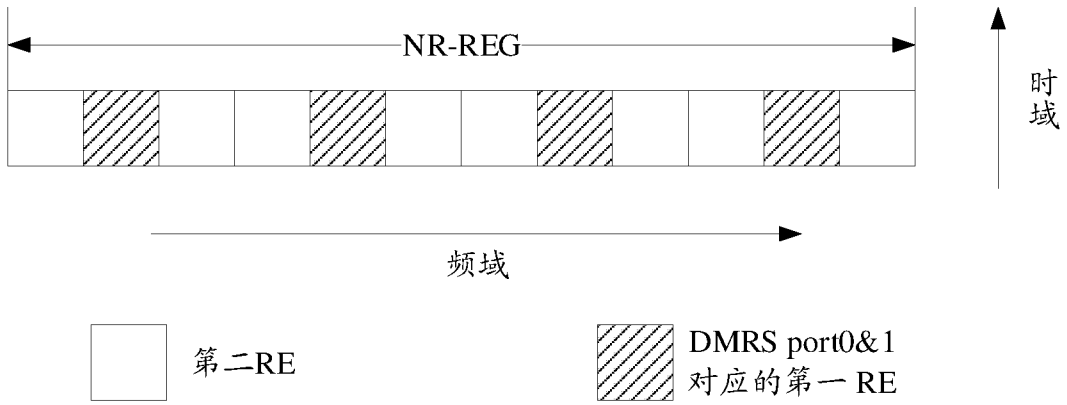 NR-REG
时域
频域
第二RE
DMRS port0&1
对应的第一 RE